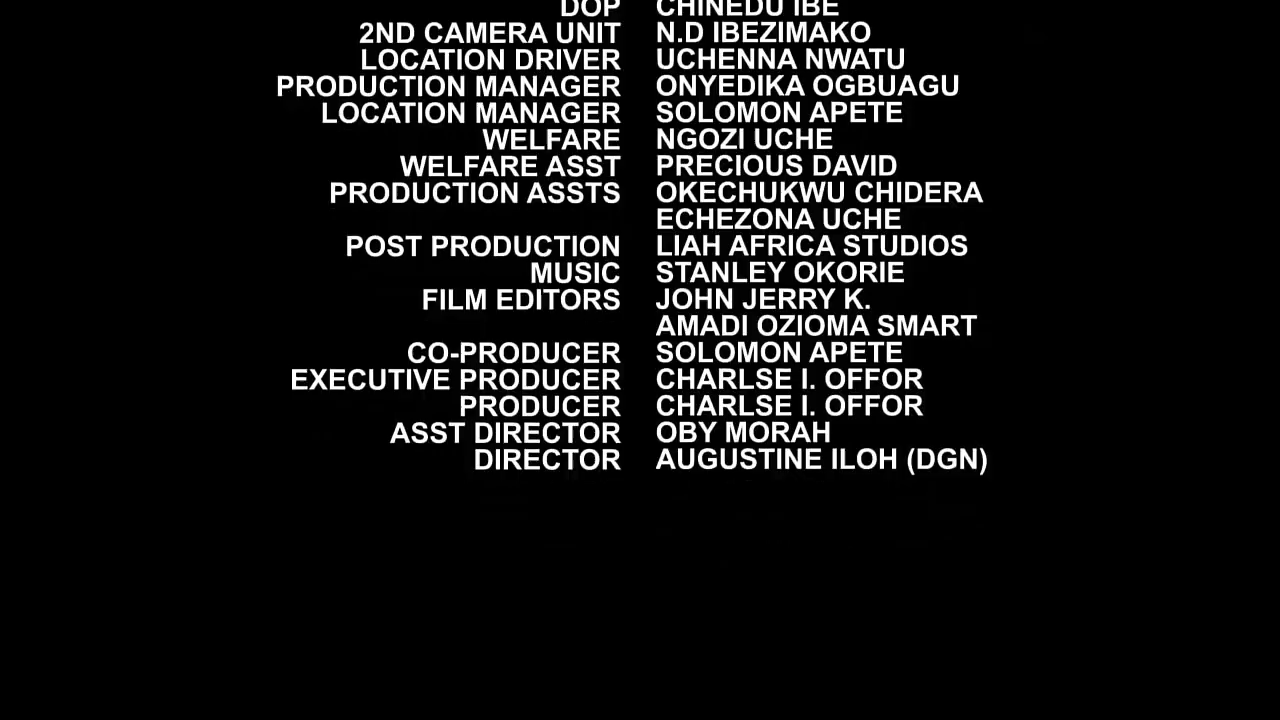 DOP CHINEDU IBE
2ND CAMERA UNIT N.D IBEZIMAKO
LOCATION DRIVER UCHENNA NWATU
PRODUCTION MANAGER ONYEDIKA OGBUAGU
LOCATION MANAGER SOLOMON APETE
WELFARE NGOZI UCHE
WELFARE ASST PRECIOUS DAVID
PRODUCTION ASSTS OKECHUKWU CHIDERA
ECHEZONA UCHE
POST PRODUCTION LIAH AFRICA STUDIOS
MUSIC STANLEY OKORIE
FILM EDITORS JOHN JERRY K.
AMADI OZIOMA SMART
CO-PRODUCER SOLOMON APETE
EXECUTIVE PRODUCER CHARLSE I. OFFOR
PRODUCER CHARLSE I. OFFOR
ASST DIRECTOR OBY MORAH
DIRECTOR AUGUSTINE ILOH (DGN)